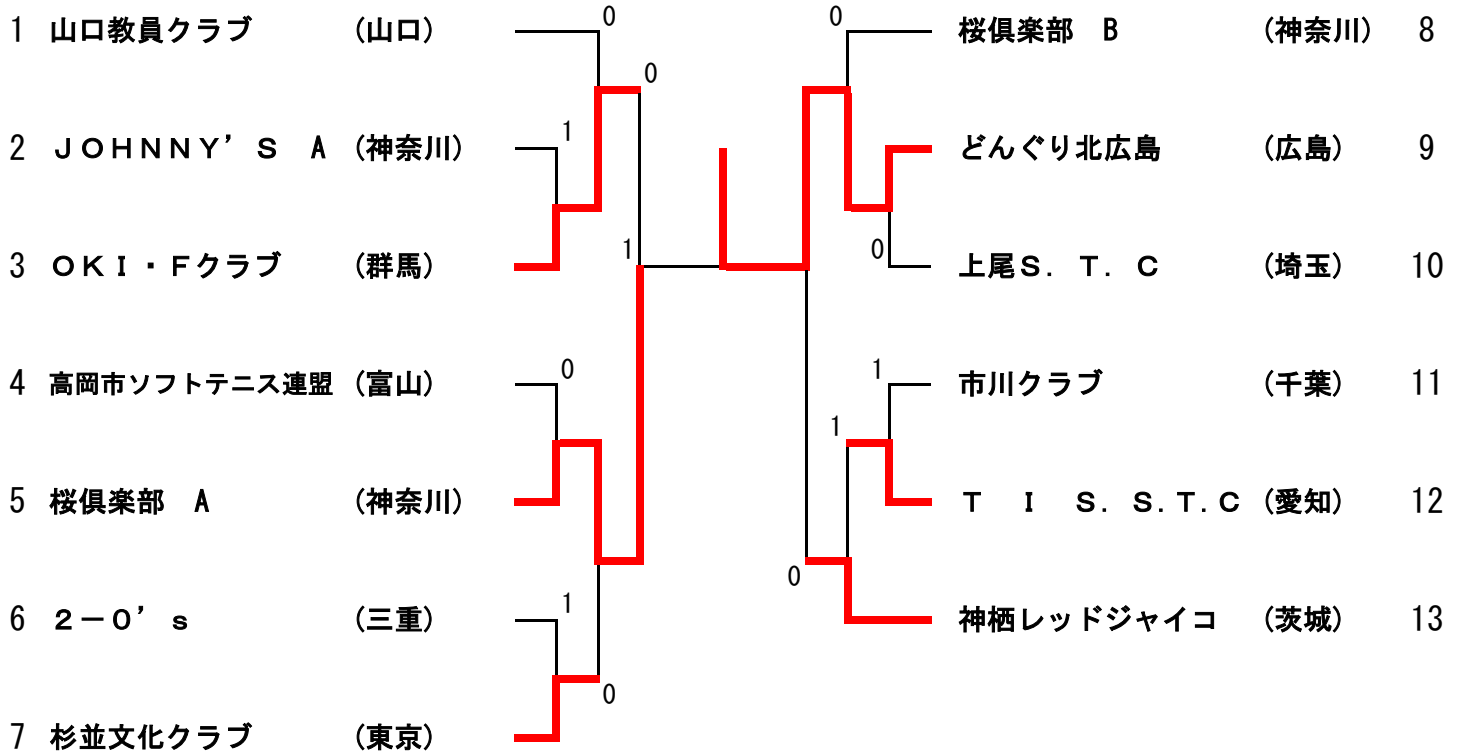 0 0
1 山口教員クラブ (山口) 桜倶楽部 B (神奈川) 8
0
1
2 JOHNNY'S A (神奈川) どんぐり北広島 (広島) 9
1 0
3 OKI・Fクラブ (群馬) 上尾S.T.C (埼玉) 10
0 1
4 高岡市ソフトテニス連盟 (富山) 市川クラブ (千葉) 11
1
5 桜倶楽部 A (神奈川) T I S.S.T.C (愛知) 12
0
1
6 2-0's (三重) 神栖レッドジャイコ (茨城) 13
0
7 杉並文化クラブ (東京)